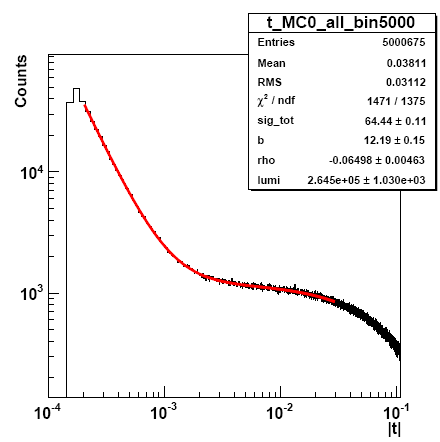 t_MC0_all_bin5000
Entries 5000675
Mean 0.03811
RMS 0.03112
χ² / ndf 1471 / 1375
sig_tot 64.44 ± 0.11
b 12.19 ± 0.15
rho -0.06498 ± 0.00463
lumi 2.645e+05 ± 1.030e+03
Counts
10⁴
10³
10⁻⁴ 10⁻³ 10⁻² 10⁻¹
|t|